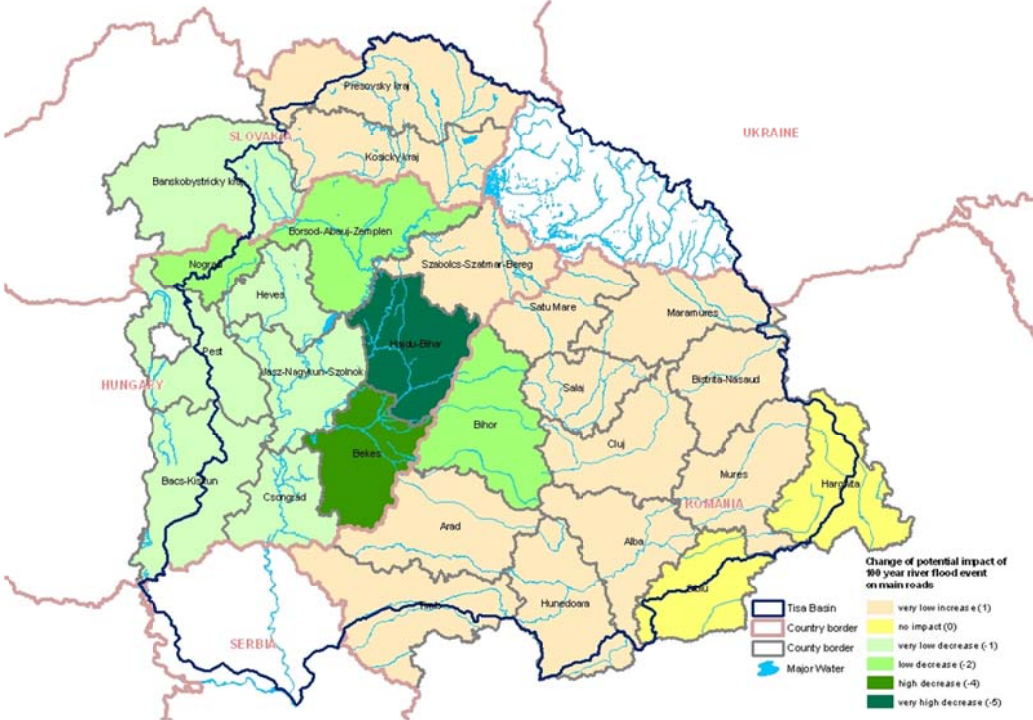 Presovsky kraj
SLOVAKIA
UKRAINE
Kosicky kraj
Banskobystricky kraj
Borsod-Abauj-Zemplen
Nograd
Szabolcs-Szatmar-Bereg
Heves
Satu Mare
Maramures
Hajdu-Bihar
Pest
Jasz-Nagykun-Szolnok
HUNGARY
Bistrita-Nasaud
Salaj
Bihor
Cluj
Bekes
Mures
Bacs-Kiskun
Harghita
Csongrad
ROMANIA
Arad
Alba
Sibiu
Timis
Hunedoara
SERBIA
Change of potential impact of
100 year river flood event
on main roads
Tisa Basin
Country border
County border
Major Water
very low increase (1)
no impact (0)
very low decrease (-1)
low decrease (-2)
high decrease (-4)
very high decrease (-5)